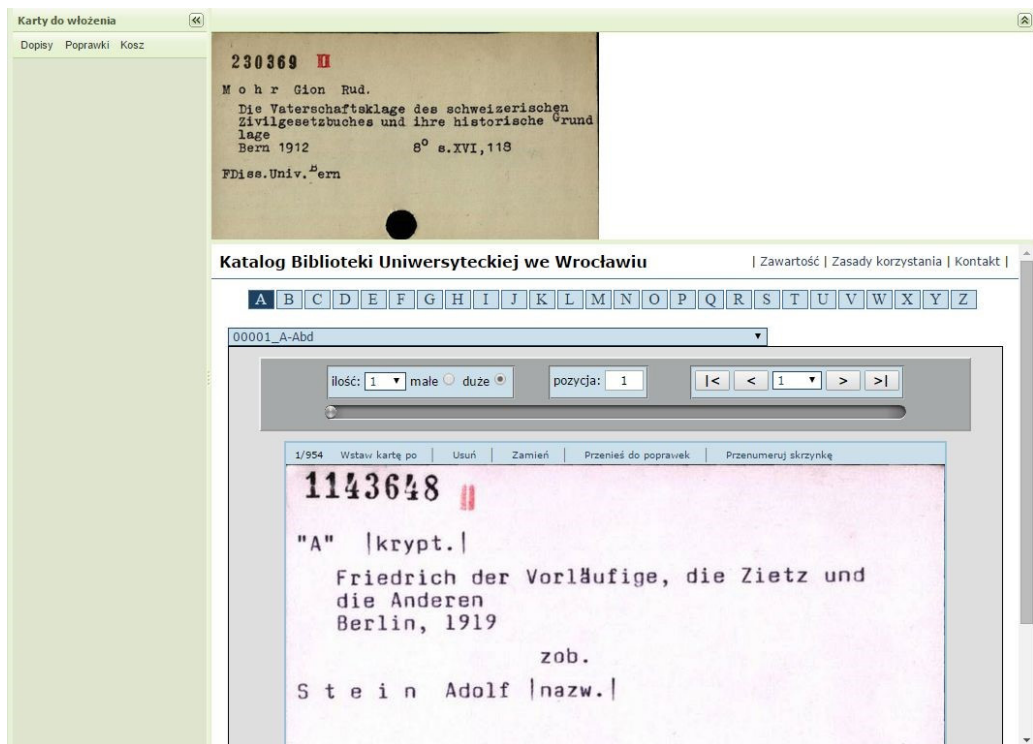 Karty do włożenia
Dopisy Poprawki Kosz
230369 II
M o h r Gion Rud.
Die Vaterschaftsklage des schweizerischen
Zivilgesetzbuches und ihre historische Grund
lage
Bern 1912 8° s.XVI,118
FDiss.Univ.Bern
Katalog Biblioteki Uniwersyteckiej we Wrocławiu | Zawartość | Zasady korzystania | Kontakt |
A B C D E F G H I J K L M N O P Q R S T U V W X Y Z
00001_A-Abd
ilość: 1 małe duże pozycja: 1 |< < 1 > >|
1/954 Wstaw kartę po | Usuń | Zamień | Przenieś do poprawek | Przenumeruj skrzynkę
1143648 II
"A" |krypt.|
Friedrich der Vorläufige, die Zietz und
die Anderen
Berlin, 1919
zob.
S t e i n Adolf |nazw.|